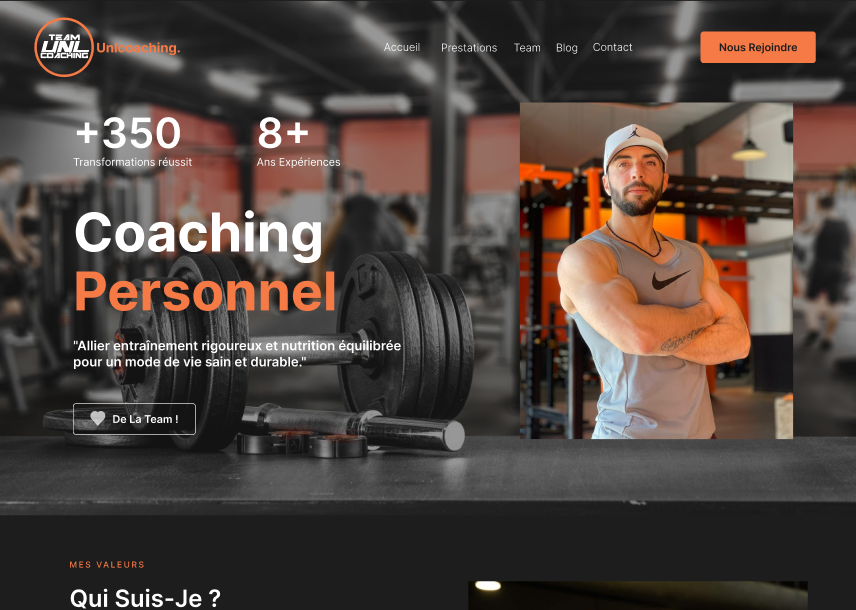 TEAM
UNL
COACHING
Unlcoaching.
Accueil
Prestations
Team
Blog
Contact
Nous Rejoindre
+350
8+
Transformations réussit
Ans Expériences
Coaching
Personnel
"Allier entraînement rigoureux et nutrition équilibrée
pour un mode de vie sain et durable."
De La Team !
MES VALEURS
Qui Suis-Je ?